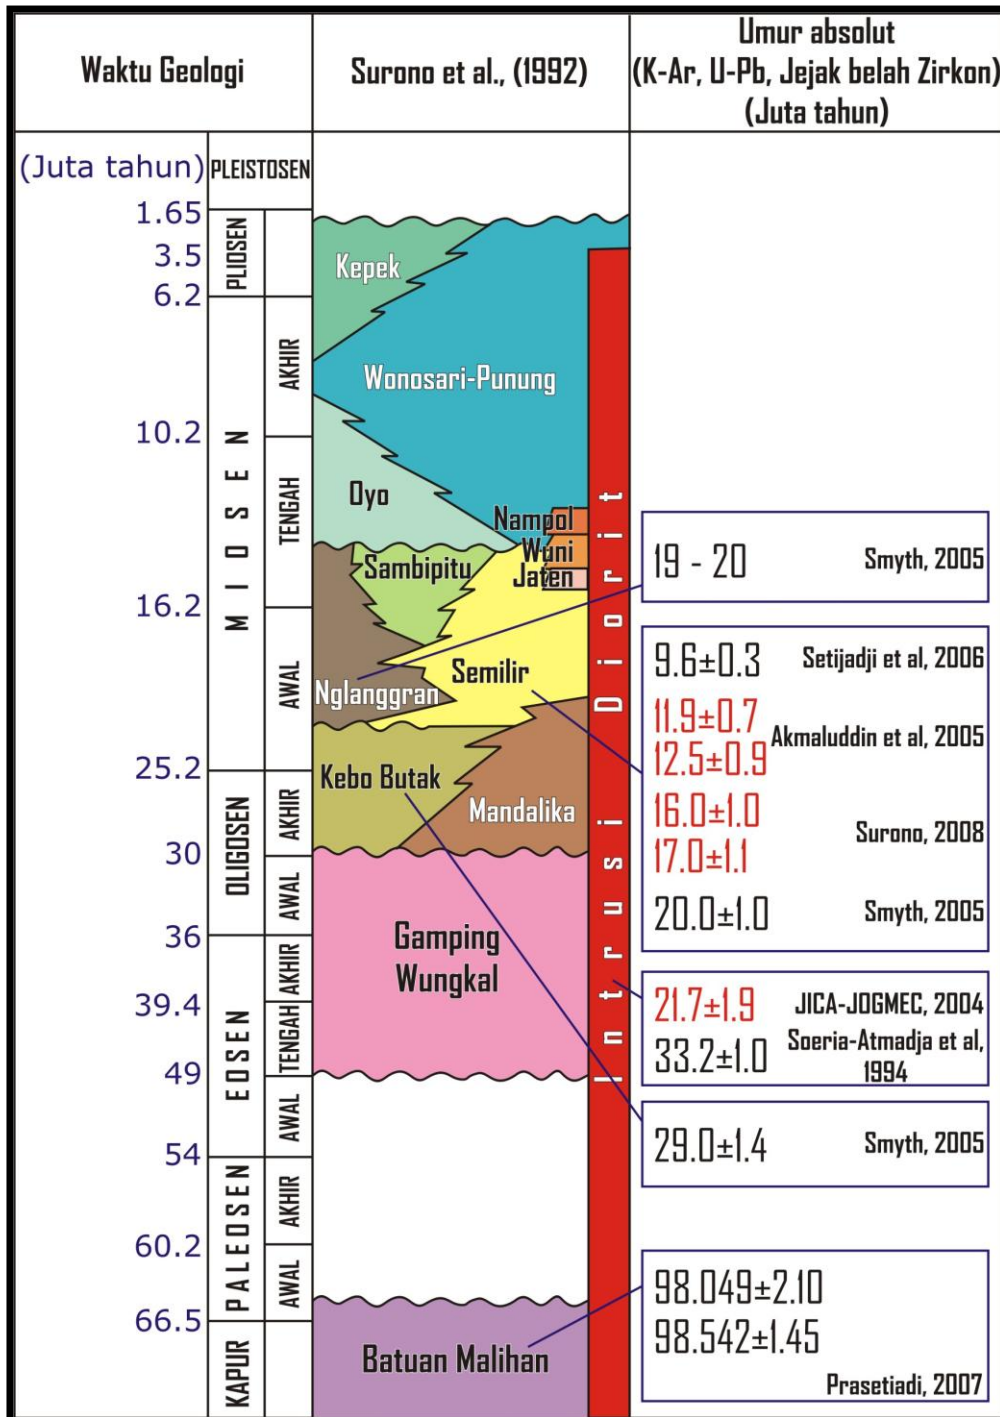 Waktu Geologi
Surono et al., (1992)
Umur absolut
(K-Ar, U-Pb, Jejak belah Zirkon)
(Juta tahun)
(Juta tahun)
PLEISTOSEN
1.65
PLIOSEN
3.5
6.2
Kepek
MIOSEN
AKHIR
Wonosari-Punung
10.2
TENGAH
Oyo
Nampol
Wuni
Jaten
Sambipitu
16.2
AWAL
Semilir
Nglanggran
25.2
Kebo Butak
Mandalika
OLIGOSEN
AKHIR
30
AWAL
36
Gamping
Wungkal
EOSEN
AKHIR
39.4
TENGAH
49
AWAL
54
PALEOSEN
AKHIR
60.2
AWAL
66.5
KAPUR
Batuan Malihan
Intrusi Diorit
19 - 20 Smyth, 2005
9.6±0.3 Setijadji et al, 2006
11.9±0.7
Akmaluddin et al, 2005
12.5±0.9
16.0±1.0
Surono, 2008
17.0±1.1
20.0±1.0 Smyth, 2005
21.7±1.9 JICA-JOGMEC, 2004
33.2±1.0 Soeria-Atmadja et al,
1994
29.0±1.4 Smyth, 2005
98.049±2.10
98.542±1.45
Prasetiadi, 2007